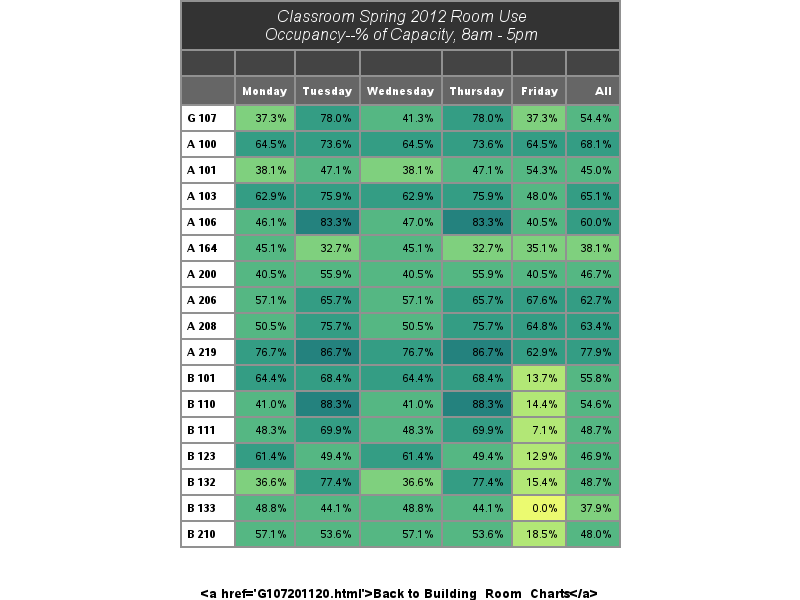 Classroom Spring 2012 Room Use
Occupancy--% of Capacity, 8am - 5pm
Monday Tuesday Wednesday Thursday Friday All
G 107 37.3% 78.0% 41.3% 78.0% 37.3% 54.4%
A 100 64.5% 73.6% 64.5% 73.6% 64.5% 68.1%
A 101 38.1% 47.1% 38.1% 47.1% 54.3% 45.0%
A 103 62.9% 75.9% 62.9% 75.9% 48.0% 65.1%
A 106 46.1% 83.3% 47.0% 83.3% 40.5% 60.0%
A 164 45.1% 32.7% 45.1% 32.7% 35.1% 38.1%
A 200 40.5% 55.9% 40.5% 55.9% 40.5% 46.7%
A 206 57.1% 65.7% 57.1% 65.7% 67.6% 62.7%
A 208 50.5% 75.7% 50.5% 75.7% 64.8% 63.4%
A 219 76.7% 86.7% 76.7% 86.7% 62.9% 77.9%
B 101 64.4% 68.4% 64.4% 68.4% 13.7% 55.8%
B 110 41.0% 88.3% 41.0% 88.3% 14.4% 54.6%
B 111 48.3% 69.9% 48.3% 69.9% 7.1% 48.7%
B 123 61.4% 49.4% 61.4% 49.4% 12.9% 46.9%
B 132 36.6% 77.4% 36.6% 77.4% 15.4% 48.7%
B 133 48.8% 44.1% 48.8% 44.1% 0.0% 37.9%
B 210 57.1% 53.6% 57.1% 53.6% 18.5% 48.0%
<a href='G107201120.html'>Back to Building_Room_Charts</a>